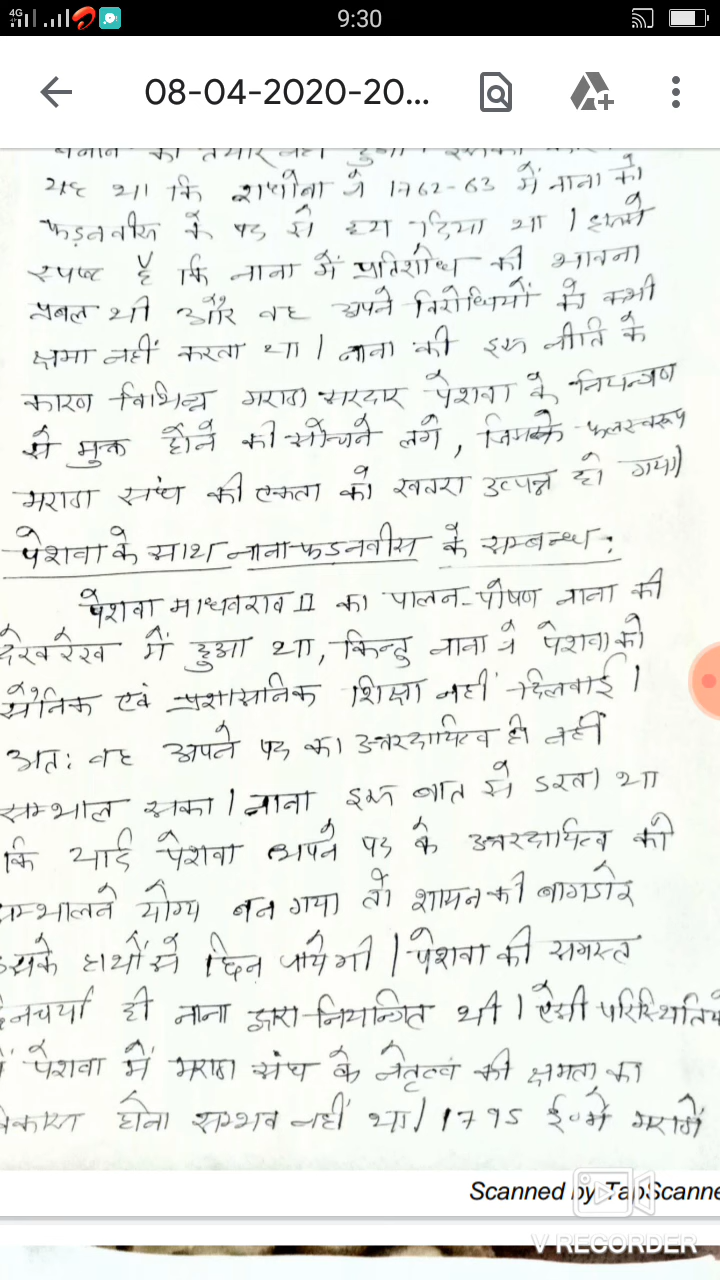 4G
9:30
08-04-2020-20...
यह था कि राघोबा ने 1762-63 में नाना को
फड़नवीस के पद से हटा दिया था । इससे
स्पष्ट है कि नाना में प्रतिशोध की भावना
प्रबल थी और वह अपने विरोधियों को कभी
क्षमा नहीं करता था । नाना की इस नीति के
कारण विभिन्न मराठा सरदार पेशवा के नियन्त्रण
से मुक्त होने की सोचने लगे, जिसके फलस्वरूप
मराठा संघ की एकता को खतरा उत्पन्न हो गया।
पेशवा के साथ नाना फड़नवीस के सम्बन्ध :
पेशवा माधवराव II का पालन-पोषण नाना की
देखरेख में हुआ था, किन्तु नाना ने पेशवा को
सैनिक एवं प्रशासनिक शिक्षा नहीं दिलवाई ।
अत: वह अपने पद का उत्तरदायित्व ही नहीं
सम्भाल सका । नाना इस बात से डरता था
कि यदि पेशवा अपने पद के उत्तरदायित्व को
सम्भालने योग्य बन गया तो शासन की बागडोर
उसके हाथों से छिन जायेगी । पेशवा की समस्त
दिनचर्या ही नाना द्वारा नियन्त्रित थी । ऐसी परिस्थितियों
में पेशवा में मराठा संघ के नेतृत्व की क्षमता का
विकास होना सम्भव नहीं था । 1795 ई० में मराठों
Scanned by TapScanne
V RECORDER